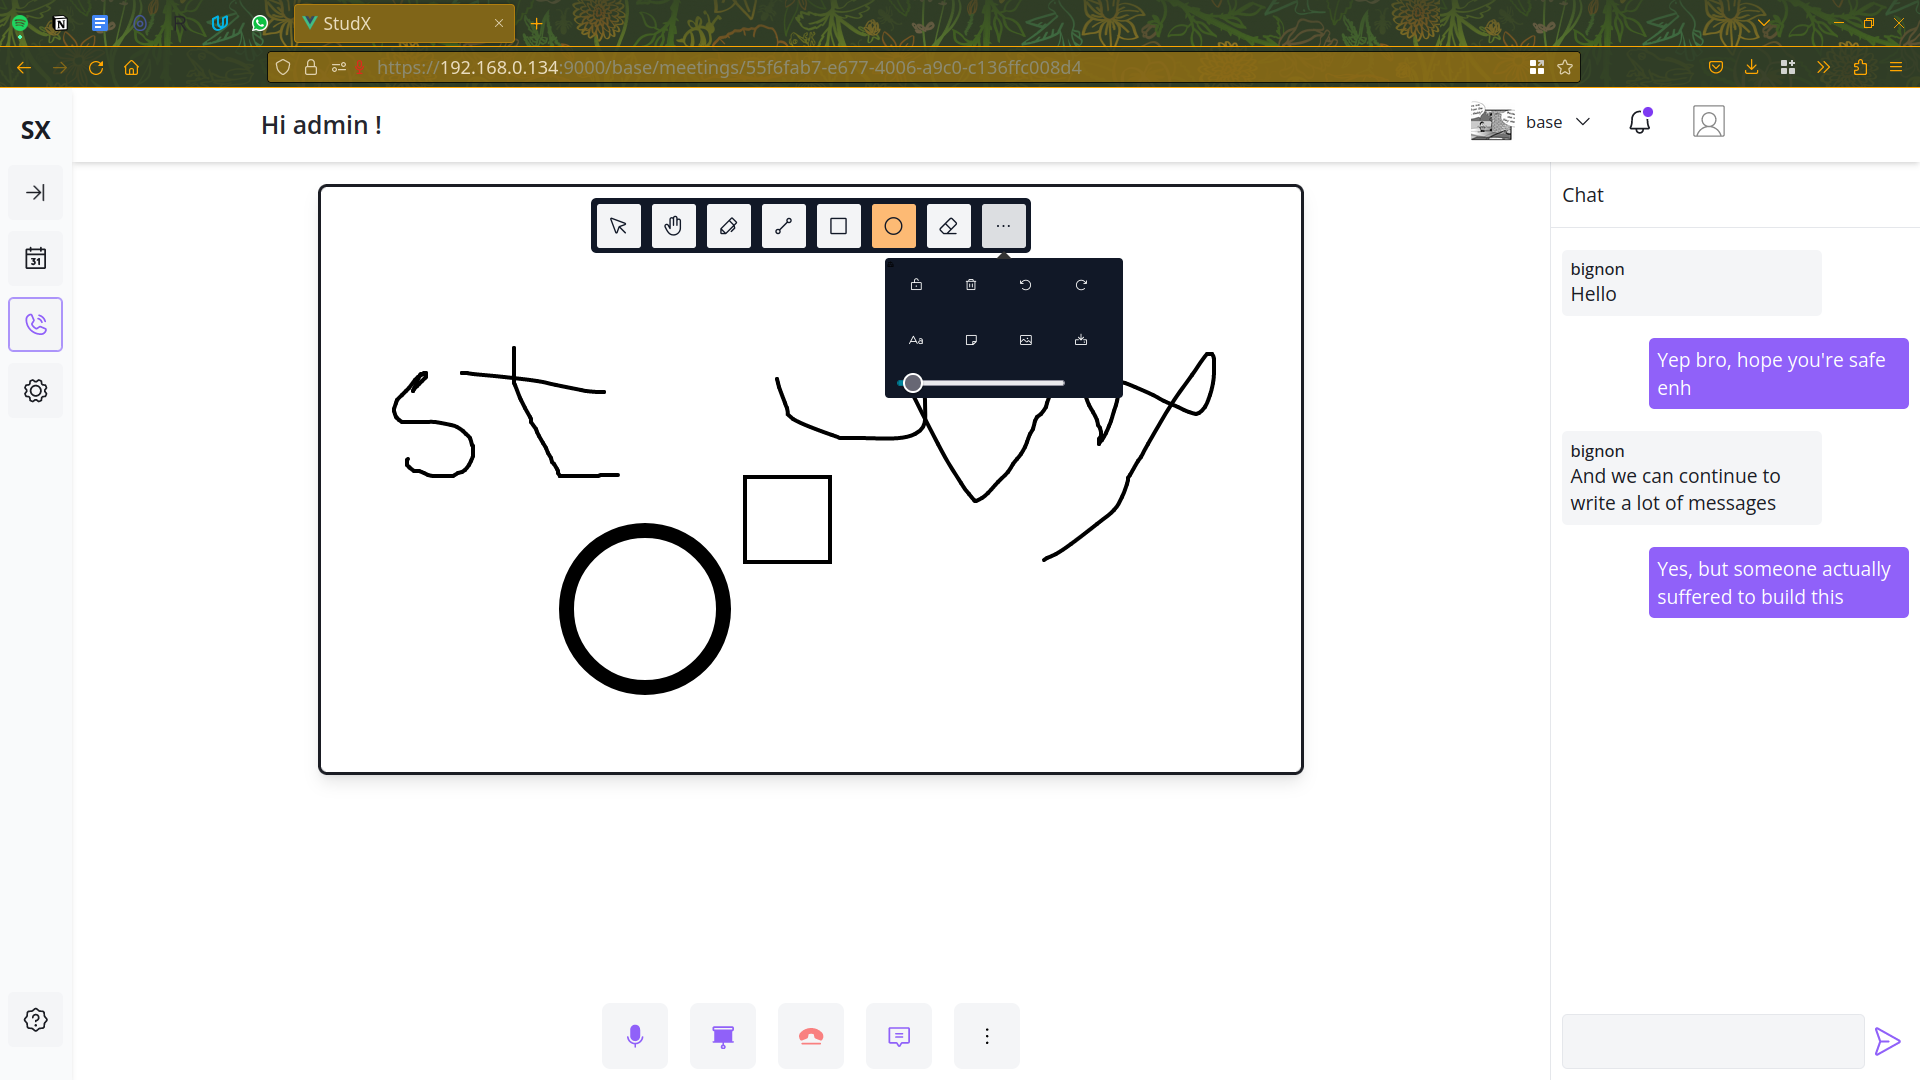 StudX
https://192.168.0.134:9000/base/meetings/55f6fab7-e677-4006-a9c0-c136ffc008d4
SX
Hi admin !
base
31
Aa
St
Chat
bignon
Hello
Yep bro, hope you're safe
enh
bignon
And we can continue to
write a lot of messages
Yes, but someone actually
suffered to build this